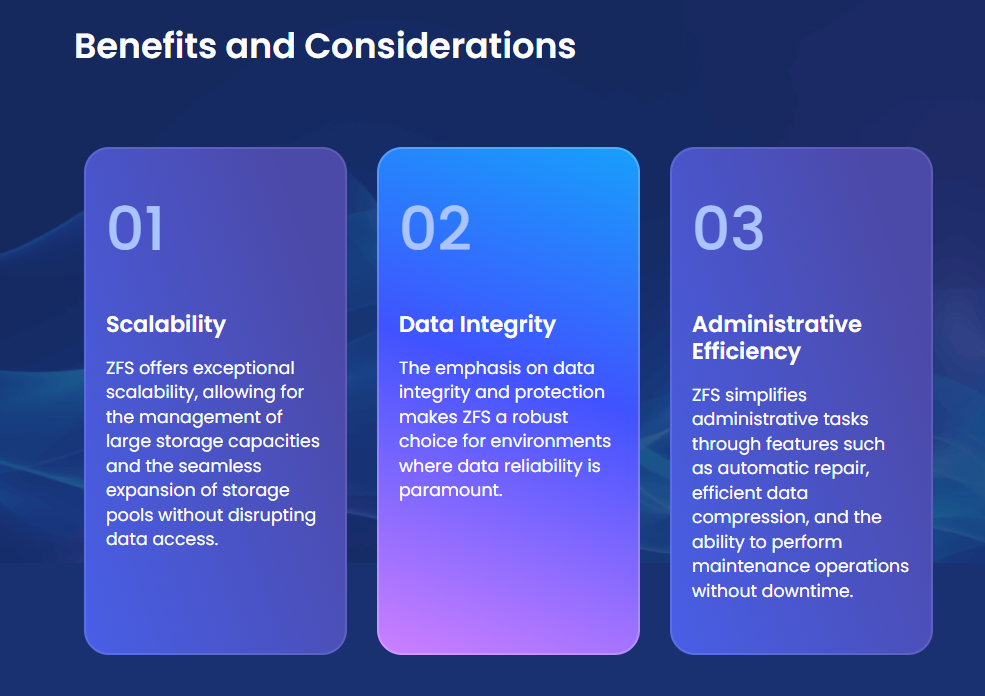 Benefits and Considerations
01
Scalability
ZFS offers exceptional
scalability, allowing for
the management of
large storage capacities
and the seamless
expansion of storage
pools without disrupting
data access.
02
Data Integrity
The emphasis on data
integrity and protection
makes ZFS a robust
choice for environments
where data reliability is
paramount.
03
Administrative
Efficiency
ZFS simplifies
administrative tasks
through features such
as automatic repair,
efficient data
compression, and the
ability to perform
maintenance operations
without downtime.